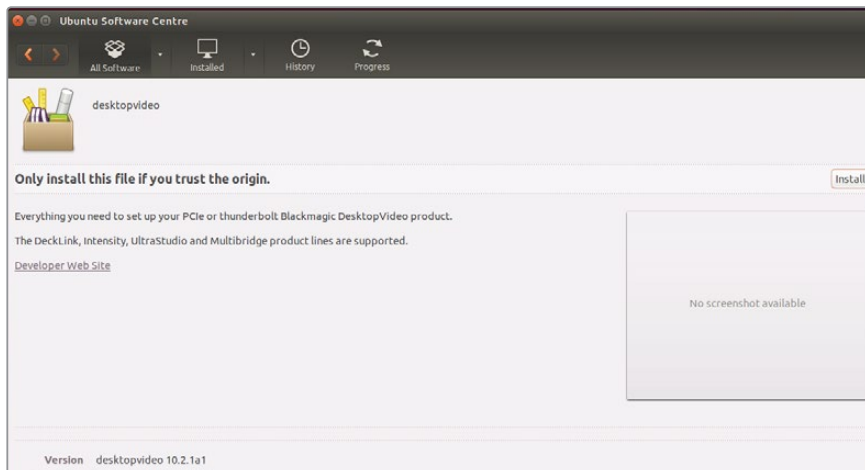 Ubuntu Software Centre
All Software
Installed
History
Progress
desktopvideo
Only install this file if you trust the origin.
Install
Everything you need to set up your PCIe or thunderbolt Blackmagic DesktopVideo product.
The DeckLink, Intensity, UltraStudio and Multibridge product lines are supported.
Developer Web Site
No screenshot available
Version desktopvideo 10.2.1a1